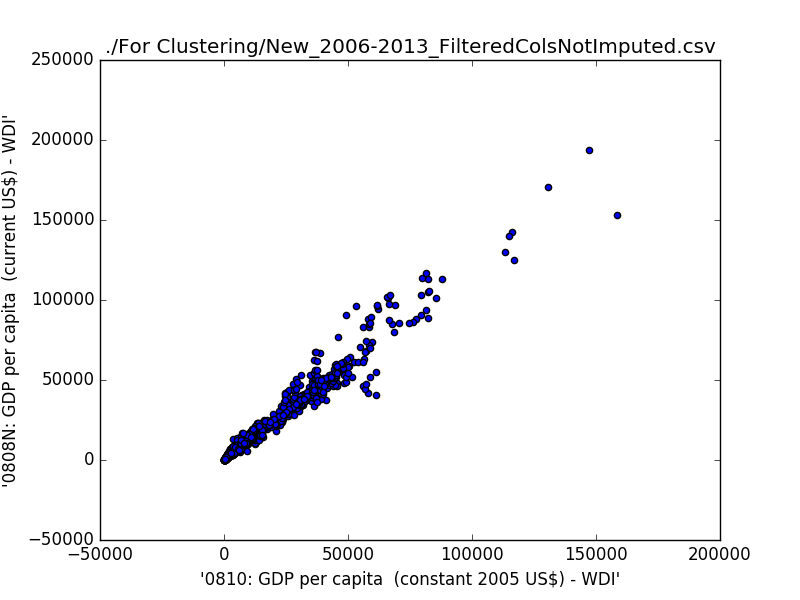 ./For Clustering/New_2006-2013_FilteredColsNotImputed.csv
250000
200000
150000
100000
50000
0
−50000
'0808N: GDP per capita  (current US$) - WDI'
−50000 0 50000 100000 150000 200000
'0810: GDP per capita  (constant 2005 US$) - WDI'